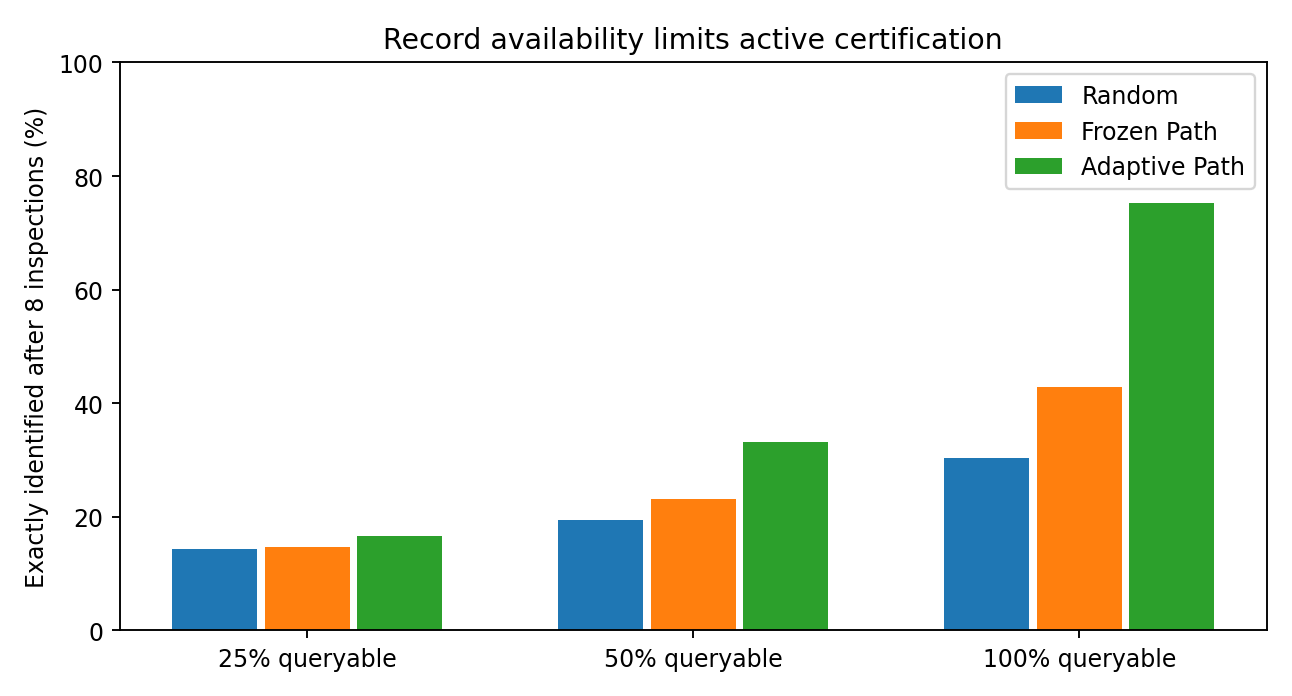 Record availability limits active certification
Exactly identified after 8 inspections (%)
100
80
60
40
20
0
Random
Frozen Path
Adaptive Path
25% queryable
50% queryable
100% queryable